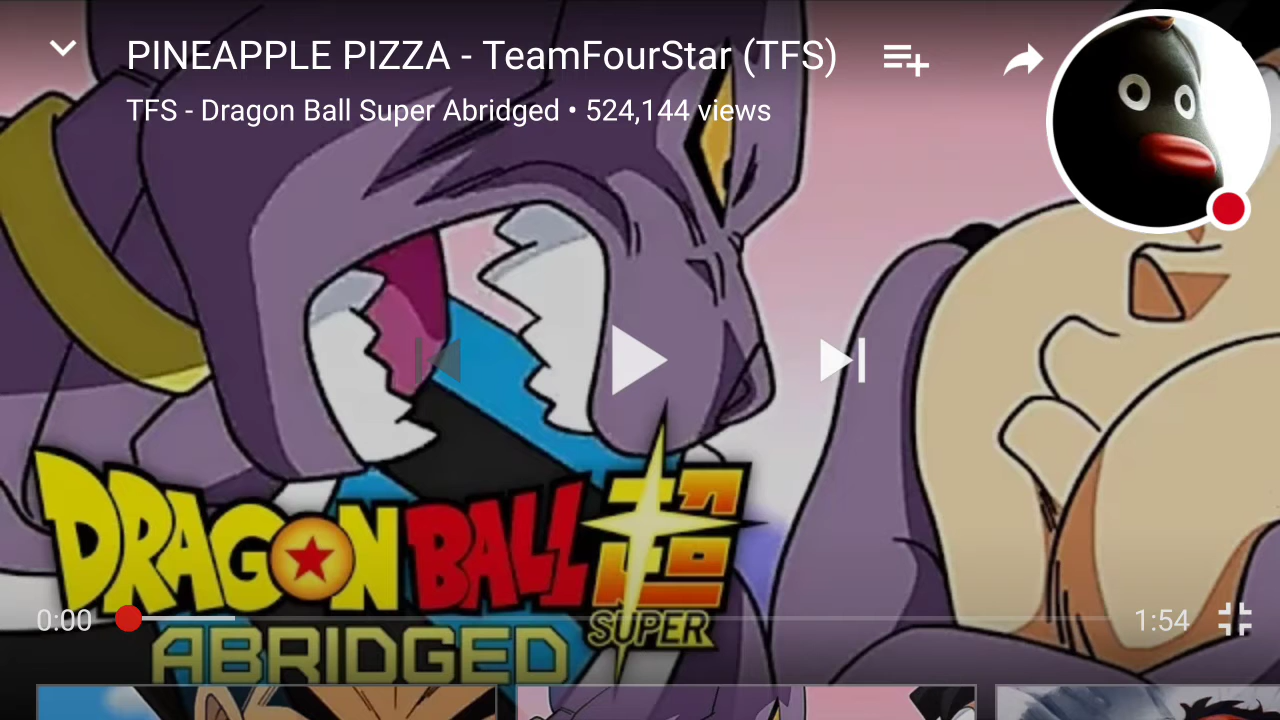 PINEAPPLE PIZZA - TeamFourStar (TFS)
TFS - Dragon Ball Super Abridged • 524,144 views
DRAGON BALL 超
SUPER
0:00
1:54
ABRIDGED